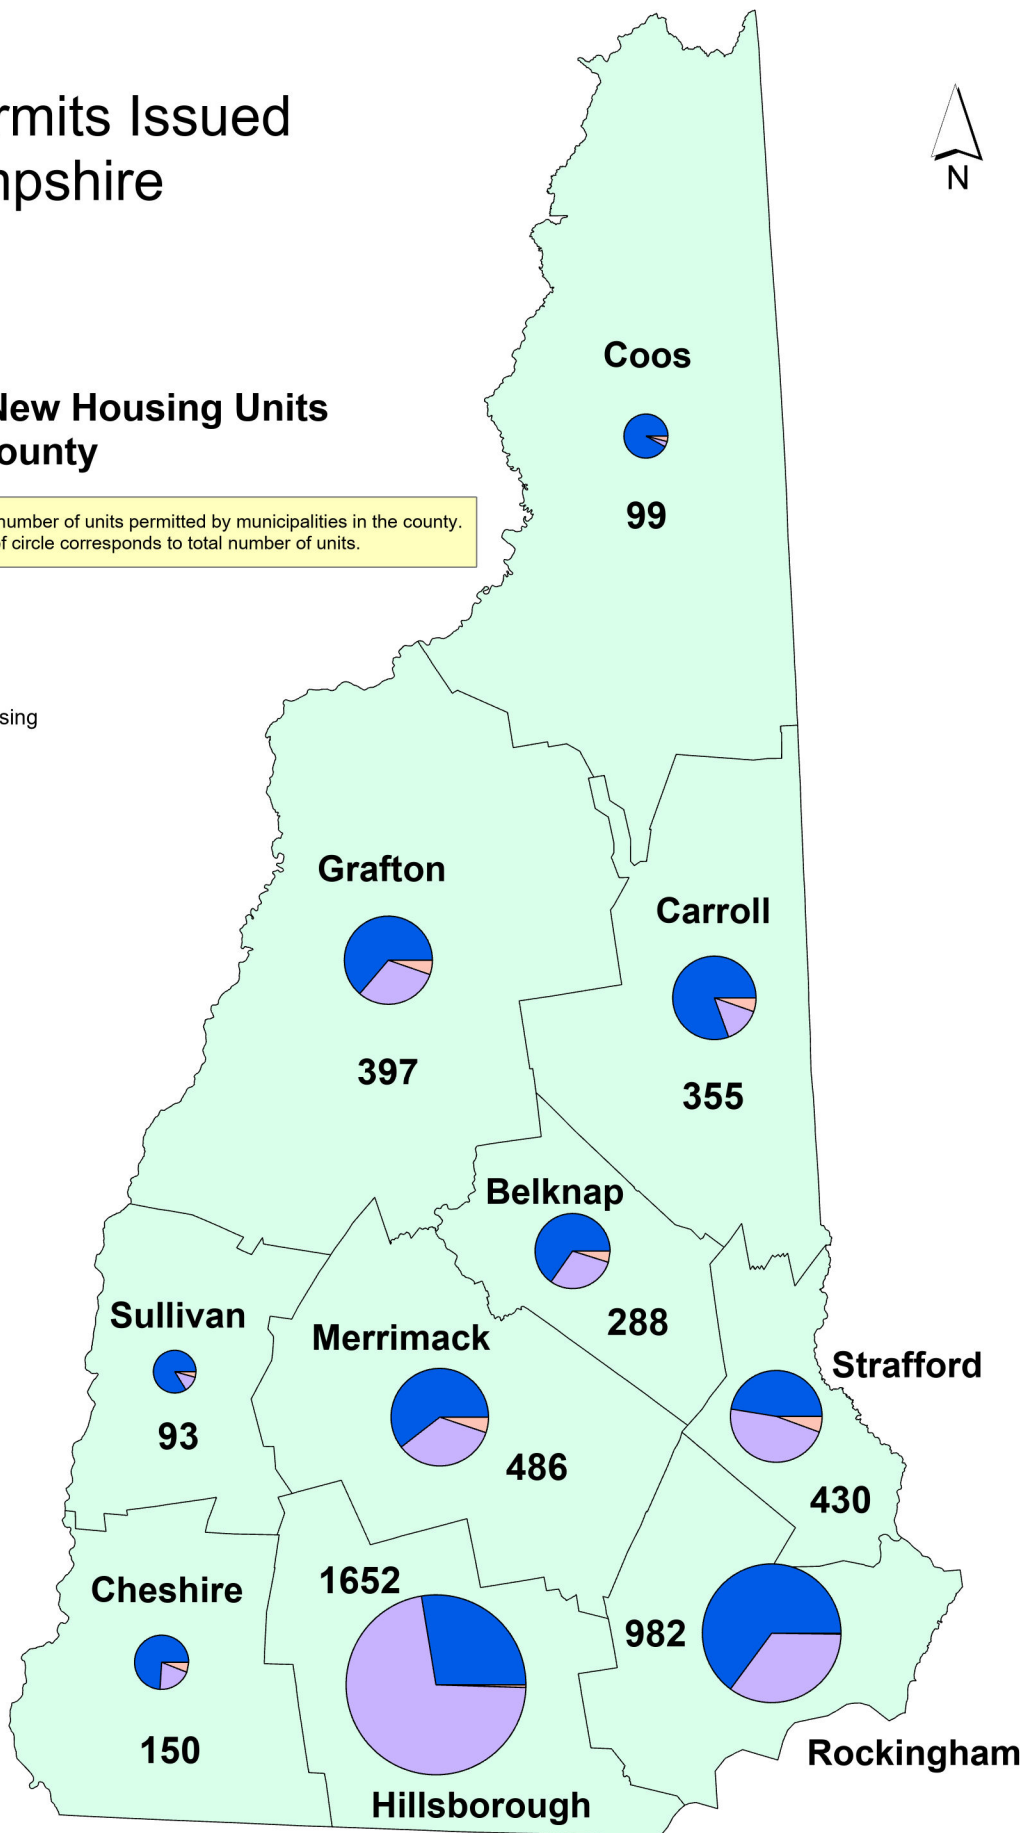 rmits Issued
mpshire
N
New Housing Units
ounty
number of units permitted by municipalities in the county.
of circle corresponds to total number of units.
sing
Coos
99
Grafton
397
Carroll
355
Belknap
288
Sullivan
93
Merrimack
486
Strafford
430
Cheshire
150
1652
Hillsborough
982
Rockingham